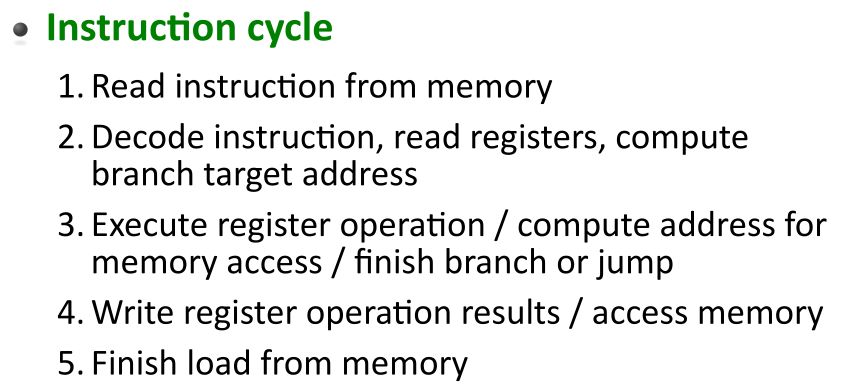 • Instruction cycle
1. Read instruction from memory
2. Decode instruction, read registers, compute
branch target address
3. Execute register operation / compute address for
memory access / finish branch or jump
4. Write register operation results / access memory
5. Finish load from memory